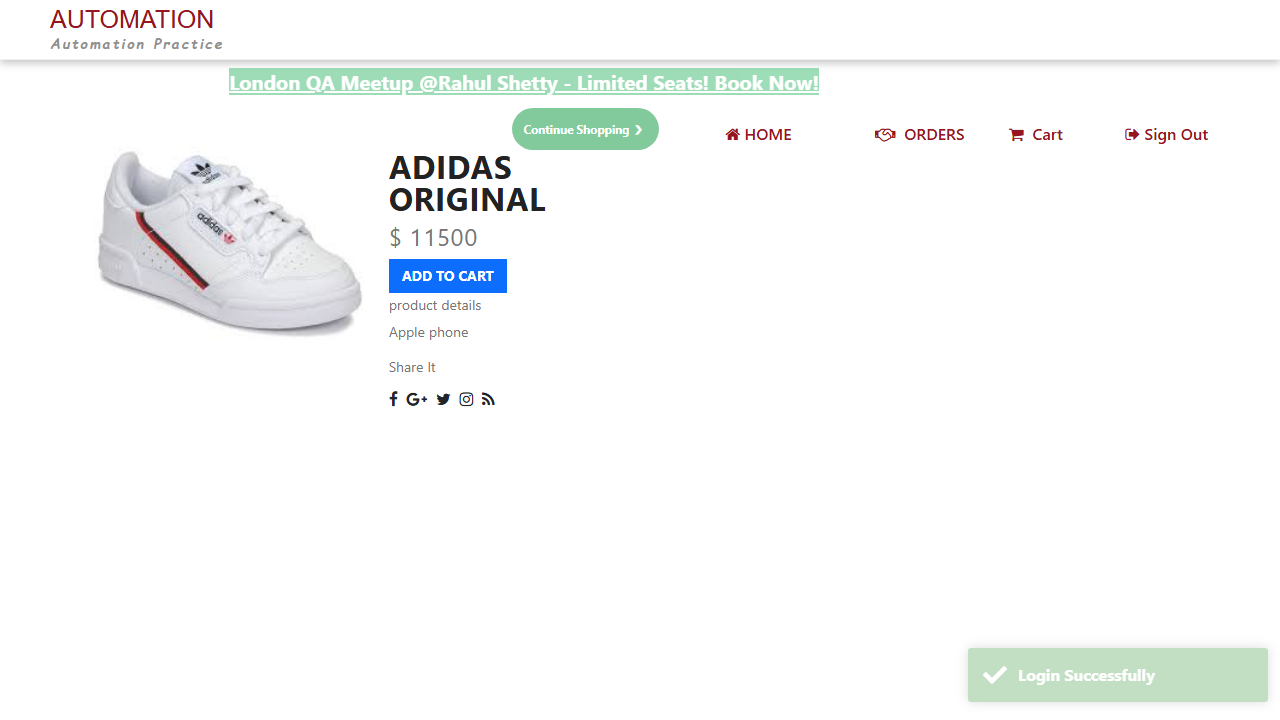 AUTOMATION
Automation Practice
London QA Meetup @Rahul Shetty - Limited Seats! Book Now!
Continue Shopping ❯
HOME
ORDERS
Cart
Sign Out
adidas
ADIDAS
ORIGINAL
$ 11500
ADD TO CART
product details
Apple phone
Share It
Login Successfully